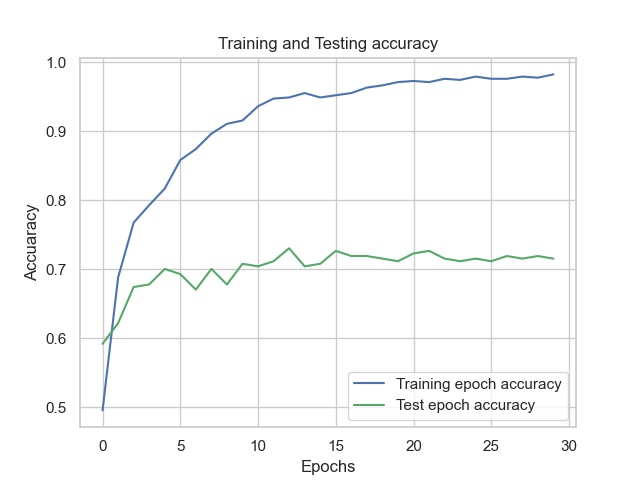 Training and Testing accuracy
1.0
0.9
0.8
0.7
0.6
0.5
Accuaracy
0 5 10 15 20 25 30
Epochs
Training epoch accuracy
Test epoch accuracy